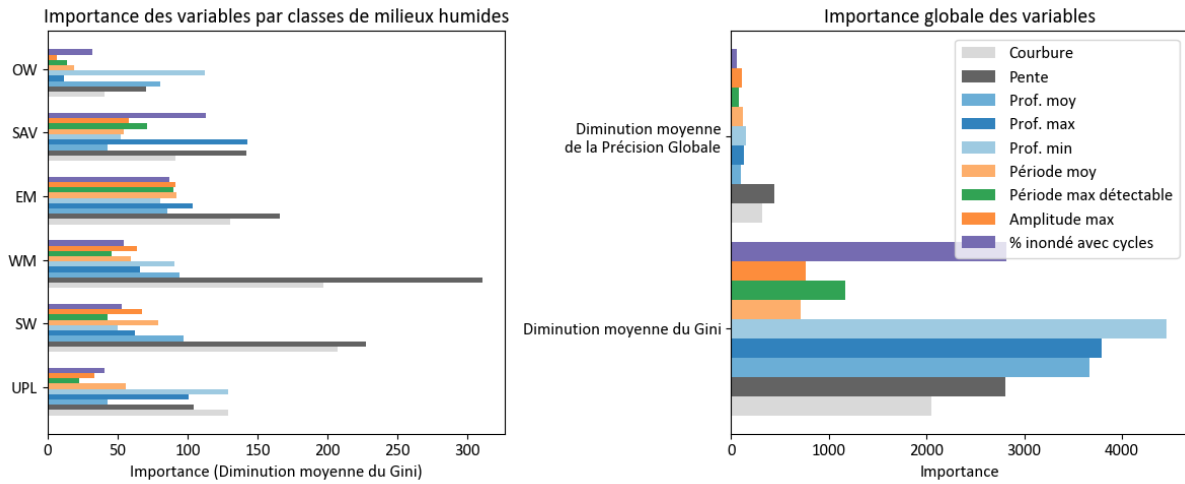 Importance des variables par classes de milieux humides
OW
SAV
EM
WM
SW
UPL
0 50 100 150 200 250 300
Importance (Diminution moyenne du Gini)
Importance globale des variables
Courbure
Pente
Prof. moy
Prof. max
Prof. min
Période moy
Période max détectable
Amplitude max
% inondé avec cycles
Diminution moyenne
de la Précision Globale
Diminution moyenne du Gini
0 1000 2000 3000 4000
Importance